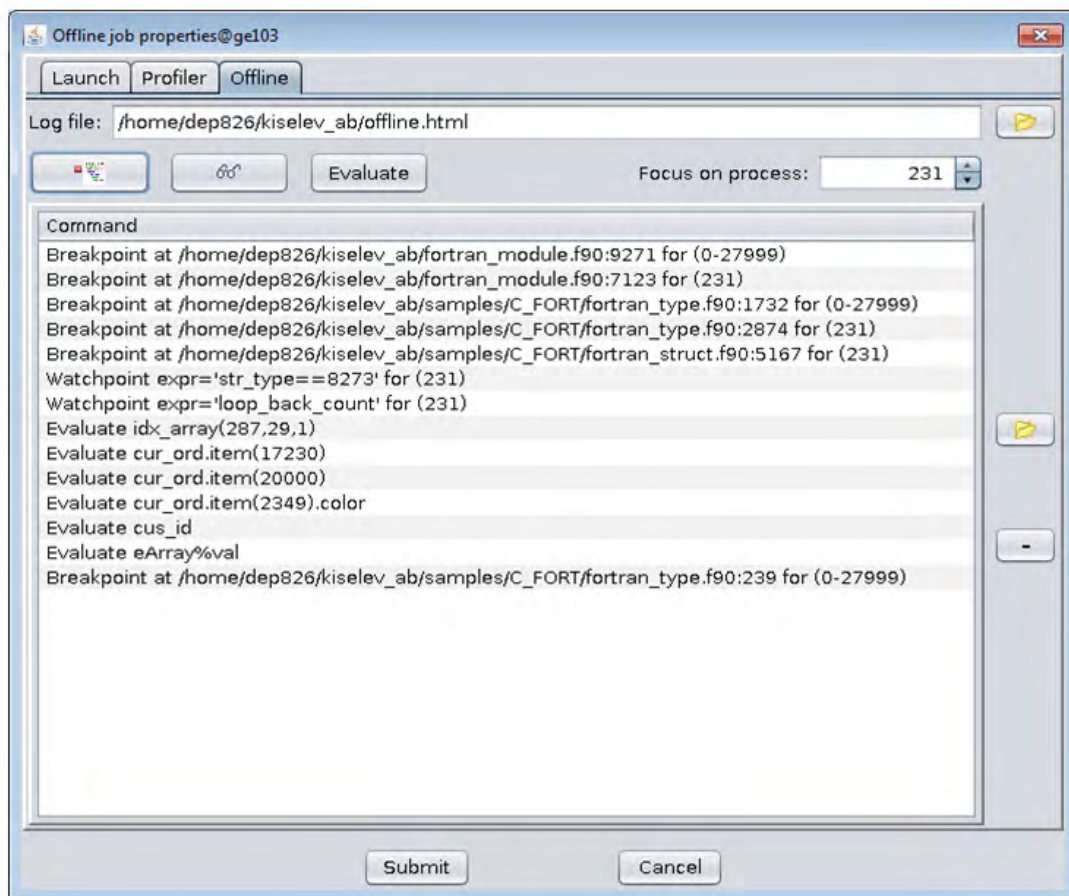 Offline job properties@ge103
Launch Profiler Offline
Log file: /home/dep826/kiselev_ab/offline.html
Evaluate Focus on process: 231
Command
Breakpoint at /home/dep826/kiselev_ab/fortran_module.f90:9271 for (0-27999)
Breakpoint at /home/dep826/kiselev_ab/fortran_module.f90:7123 for (231)
Breakpoint at /home/dep826/kiselev_ab/samples/C_FORT/fortran_type.f90:1732 for (0-27999)
Breakpoint at /home/dep826/kiselev_ab/samples/C_FORT/fortran_type.f90:2874 for (231)
Breakpoint at /home/dep826/kiselev_ab/samples/C_FORT/fortran_struct.f90:5167 for (231)
Watchpoint expr='str_type==8273' for (231)
Watchpoint expr='loop_back_count' for (231)
Evaluate idx_array(287,29,1)
Evaluate cur_ord.item(17230)
Evaluate cur_ord.item(20000)
Evaluate cur_ord.item(2349).color
Evaluate cus_id
Evaluate eArray%val
Breakpoint at /home/dep826/kiselev_ab/samples/C_FORT/fortran_type.f90:239 for (0-27999)
-
Submit Cancel